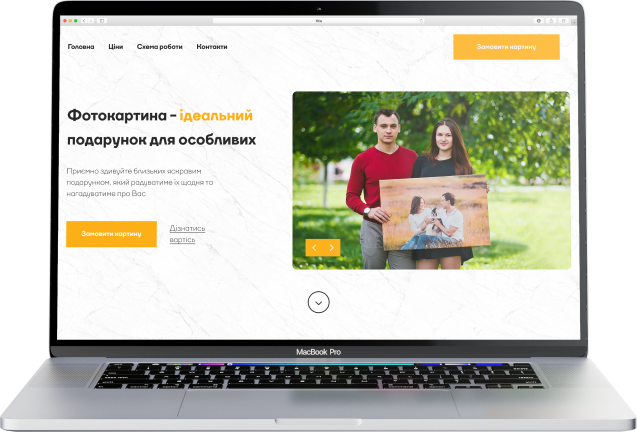 Головна Ціни Схема роботи Контакти
Замовити картину
Фотокартина - ідеальний
подарунок для особливих
Приємно здивуйте близьких яскравим
подарунком, який радуватиме їх щодня та
нагадуватиме про Вас
Замовити картину
Дізнатись
вартість
MacBook Pro